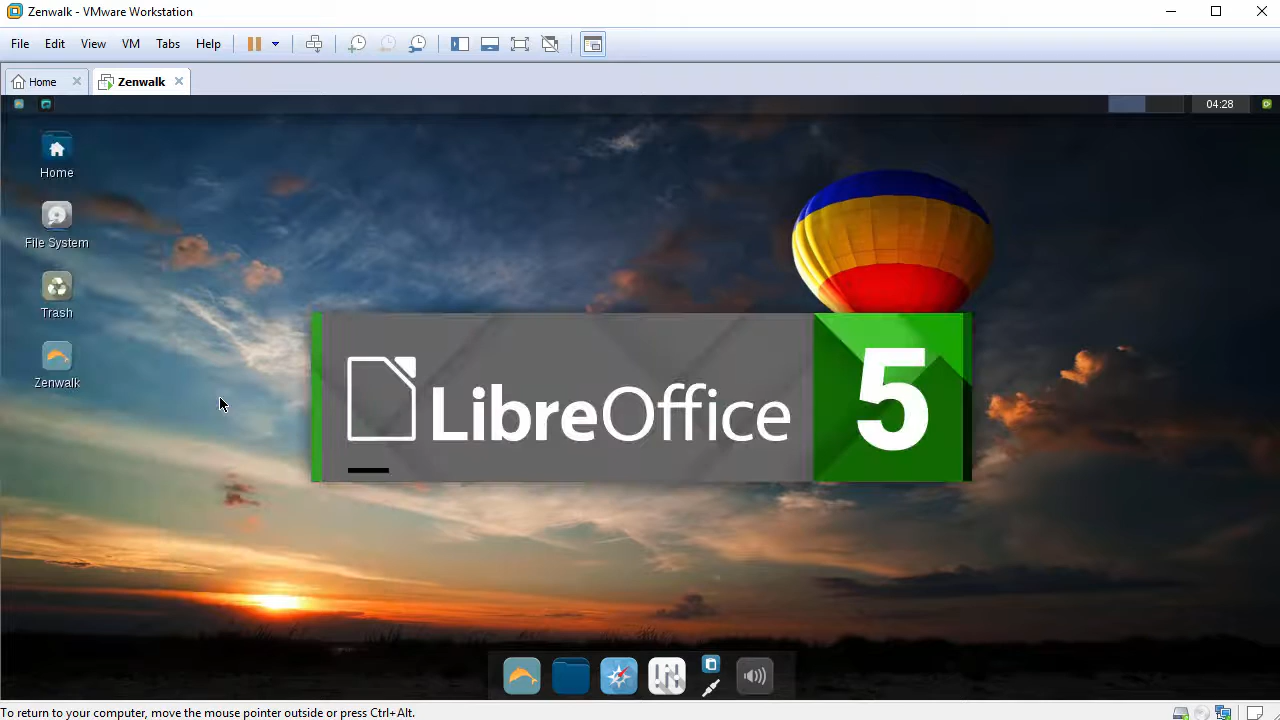 Zenwalk - VMware Workstation
File Edit View VM Tabs Help
Home Zenwalk
04:28
Home
File System
Trash
Zenwalk
LibreOffice 5
To return to your computer, move the mouse pointer outside or press Ctrl+Alt.